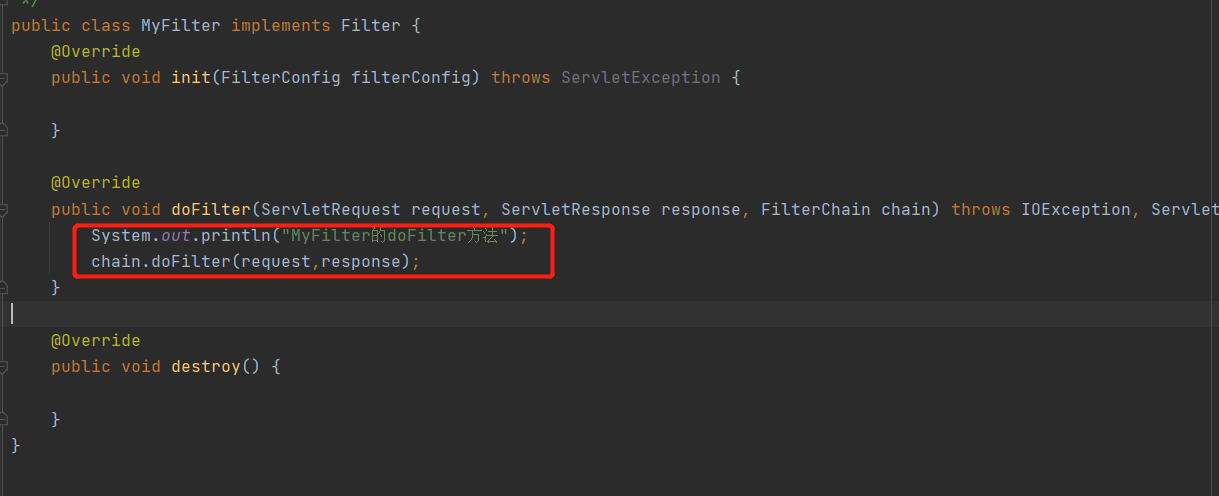 */
public class MyFilter implements Filter {
@Override
public void init(FilterConfig filterConfig) throws ServletException {
}
@Override
public void doFilter(ServletRequest request, ServletResponse response, FilterChain chain) throws IOException, Servlet
System.out.println("MyFilter的doFilter方法");
chain.doFilter(request,response);
}
@Override
public void destroy() {
}
}